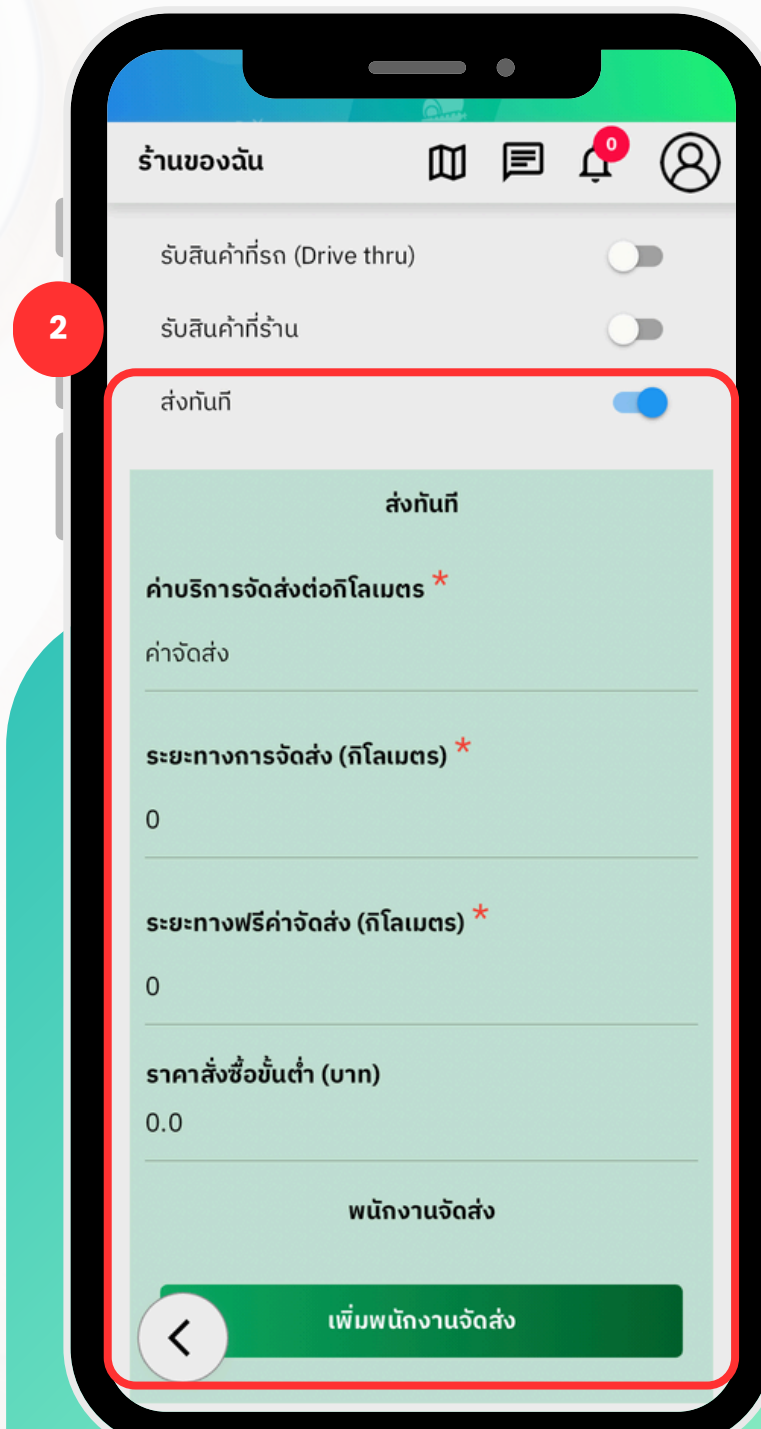 ร้านของฉัน
0
รับสินค้าที่รถ (Drive thru)
2
รับสินค้าที่ร้าน
ส่งทันที
ส่งทันที
ค่าบริการจัดส่งต่อกิโลเมตร *
ค่าจัดส่ง
ระยะทางการจัดส่ง (กิโลเมตร) *
0
ระยะทางฟรีค่าจัดส่ง (กิโลเมตร) *
0
ราคาสั่งซื้อขั้นต่ำ (บาท)
0.0
พนักงานจัดส่ง
เพิ่มพนักงานจัดส่ง